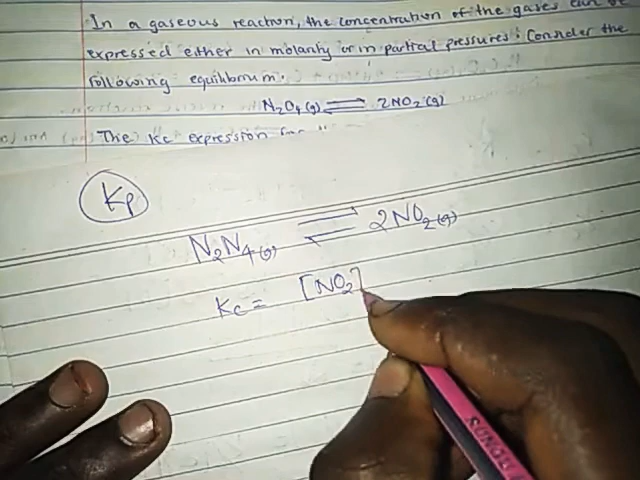 In a gaseous reaction, the concentration of the gases can be
expressed either in molarity or in partial pressures. Consider the
following equilibrium.
N₂O₄(g) ⇌ 2NO₂(g)
The Kc expression for
Kp
N₂N₄(g) ⇌ 2NO₂(g)
Kc = [NO₂]